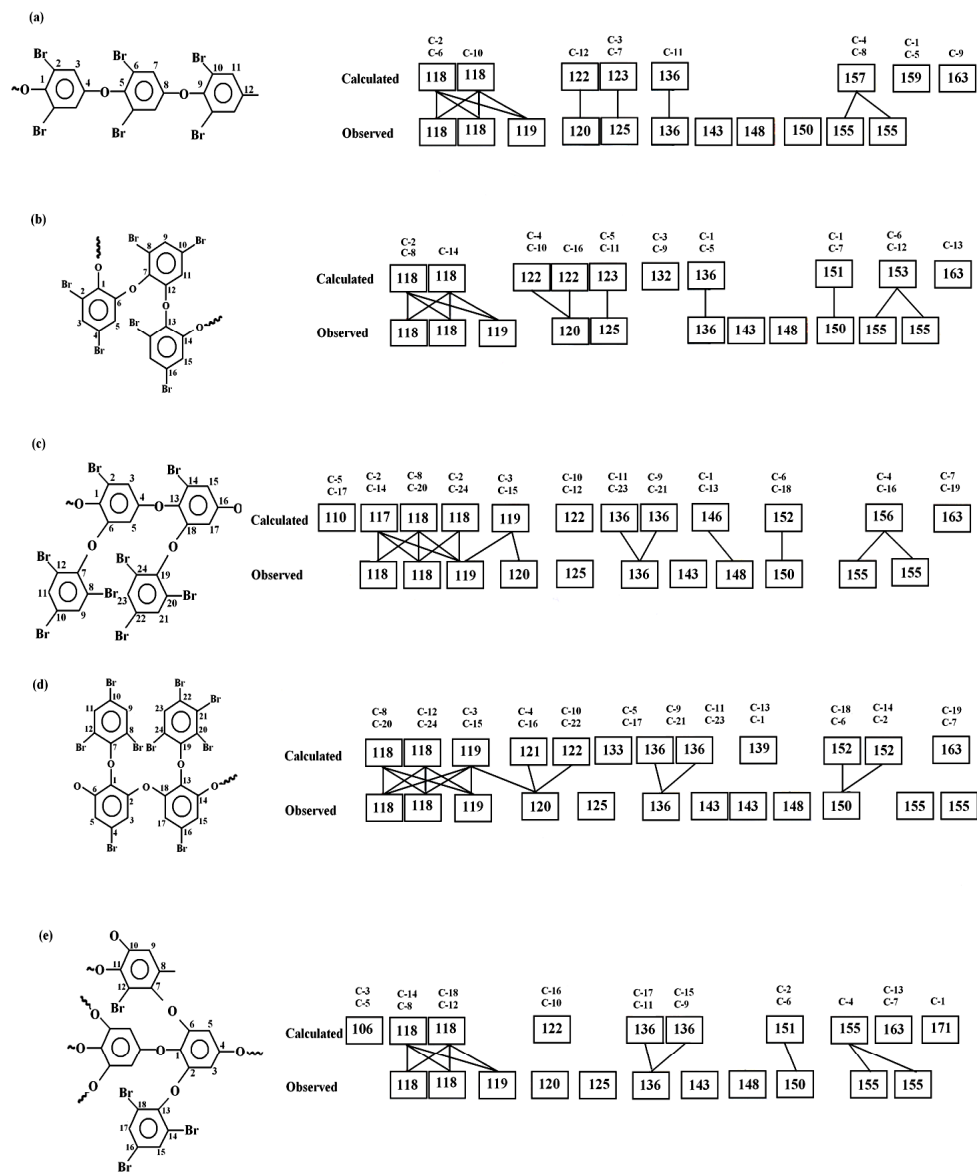 (a)
Br 2 3 Br 6 7 Br 10 11
~O 1 4 O 5 8 O 9 12
Br Br Br
C-2 C-3 C-4 C-1
C-6 C-10 C-12 C-7 C-11 C-8 C-5 C-9
Calculated 118 118 122 123 136 157 159 163
Observed 118 118 119 120 125 136 143 148 150 155 155
(b)
Br 8 9 10 Br
O 7 11
O 1 12
Br 2 6 O
3 5 13
4 Br 14 O
Br 15
16
Br
C-2 C-4 C-5 C-3 C-1 C-1 C-6
C-8 C-14 C-10 C-16 C-11 C-9 C-5 C-7 C-12 C-13
Calculated 118 118 122 122 123 132 136 151 153 163
Observed 118 118 119 120 125 136 143 148 150 155 155
(c)
Br 2 3 Br 14 15
~O 1 4 O 13 16 O
6 5 18 17
O O
Br 12 7 Br 24 19
11 8 Br 23 20
10 9 22 21 Br
Br Br
C-5 C-2 C-8 C-2 C-3 C-10 C-11 C-9 C-1 C-6 C-4 C-7
C-17 C-14 C-20 C-24 C-15 C-12 C-23 C-21 C-13 C-18 C-16 C-19
Calculated 110 117 118 118 119 122 136 136 146 152 156 163
Observed 118 118 119 120 125 136 143 148 150 155 155
(d)
Br Br
10 22 Br
11 9 23 21
12 8 24 20
Br 7 Br Br 19 Br
O O
O 6 1 2 O 18 13 14 O
5 3 17 15
4 16
Br Br
C-8 C-12 C-3 C-4 C-10 C-5 C-9 C-11 C-13 C-18 C-14 C-19
C-20 C-24 C-15 C-16 C-22 C-17 C-21 C-23 C-1 C-6 C-2 C-7
Calculated 118 118 119 121 122 133 136 136 139 152 152 163
Observed 118 118 119 120 125 136 143 143 148 150 155 155
(e)
O 10 9
~O 11 8
12 7
Br
O O 6 5
~O O 1 4 O
O 2 3
O
Br 18 13
17 14 Br
16 15
Br
C-3 C-14 C-18 C-16 C-17 C-15 C-2 C-13
C-5 C-8 C-12 C-10 C-11 C-9 C-6 C-4 C-7 C-1
Calculated 106 118 118 122 136 136 151 155 163 171
Observed 118 118 119 120 125 136 143 148 150 155 155